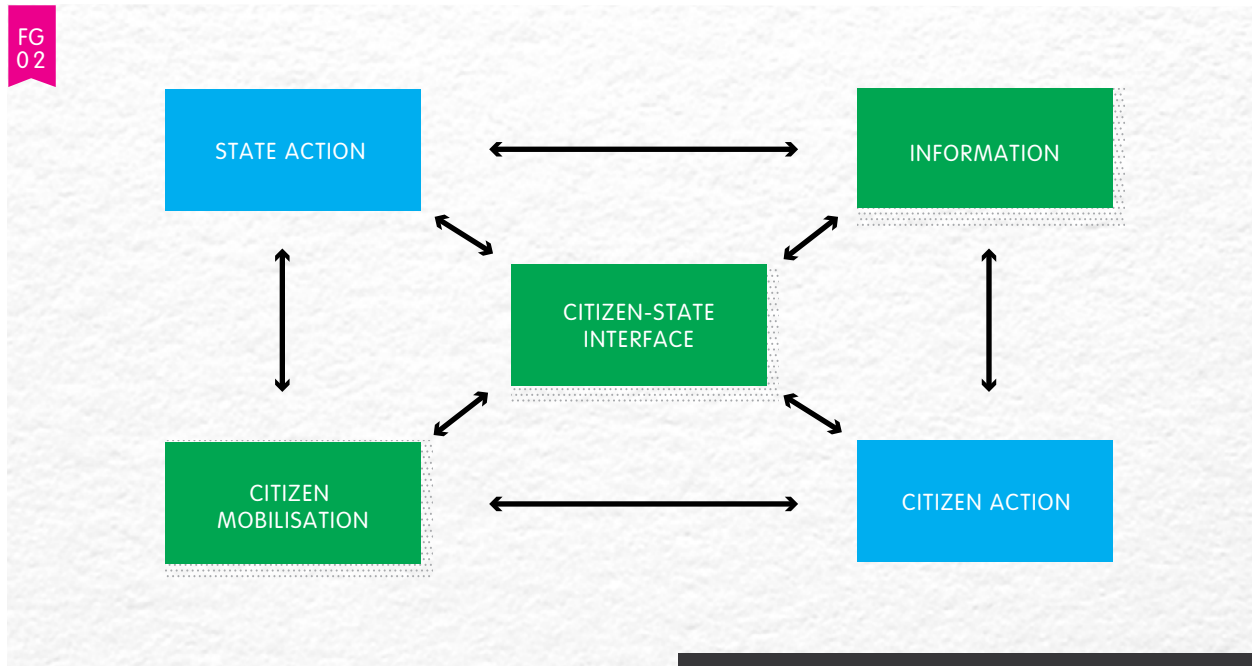 FG
02
STATE ACTION
INFORMATION
CITIZEN-STATE
INTERFACE
CITIZEN
MOBILISATION
CITIZEN ACTION